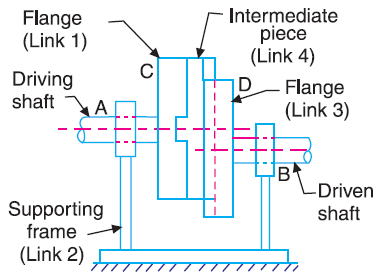 Flange
(Link 1)
Intermediate
piece
(Link 4)
C
D
Flange
(Link 3)
Driving
shaft
A
B
Driven
shaft
Supporting
frame
(Link 2)